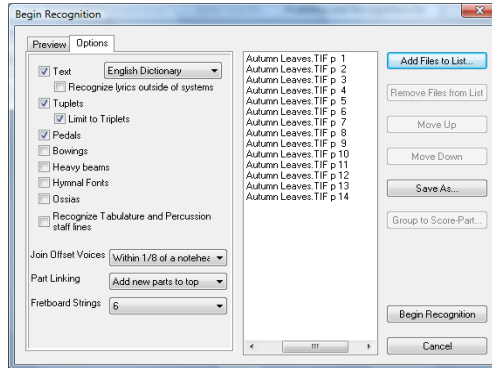 Begin Recognition
Preview
Options
Text
English Dictionary
Recognize lyrics outside of systems
Tuplets
Limit to Triplets
Pedals
Bowings
Heavy beams
Hymnal Fonts
Ossias
Recognize Tabulature and Percussion
staff lines
Join Offset Voices
Within 1/8 of a notehea
Part Linking
Add new parts to top
Fretboard Strings
6
Autumn Leaves.TIF p 1
Autumn Leaves.TIF p 2
Autumn Leaves.TIF p 3
Autumn Leaves.TIF p 4
Autumn Leaves.TIF p 5
Autumn Leaves.TIF p 6
Autumn Leaves.TIF p 7
Autumn Leaves.TIF p 8
Autumn Leaves.TIF p 9
Autumn Leaves.TIF p 10
Autumn Leaves.TIF p 11
Autumn Leaves.TIF p 12
Autumn Leaves.TIF p 13
Autumn Leaves.TIF p 14
Add Files to List...
Remove Files from List
Move Up
Move Down
Save As...
Group to Score-Part...
Begin Recognition
Cancel